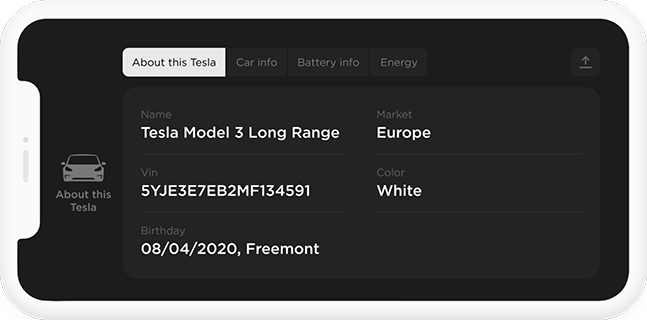 About this Tesla
Car info
Battery info
Energy
About this
Tesla
Name
Tesla Model 3 Long Range
Market
Europe
Vin
5YJE3E7EB2MF134591
Color
White
Birthday
08/04/2020, Freemont